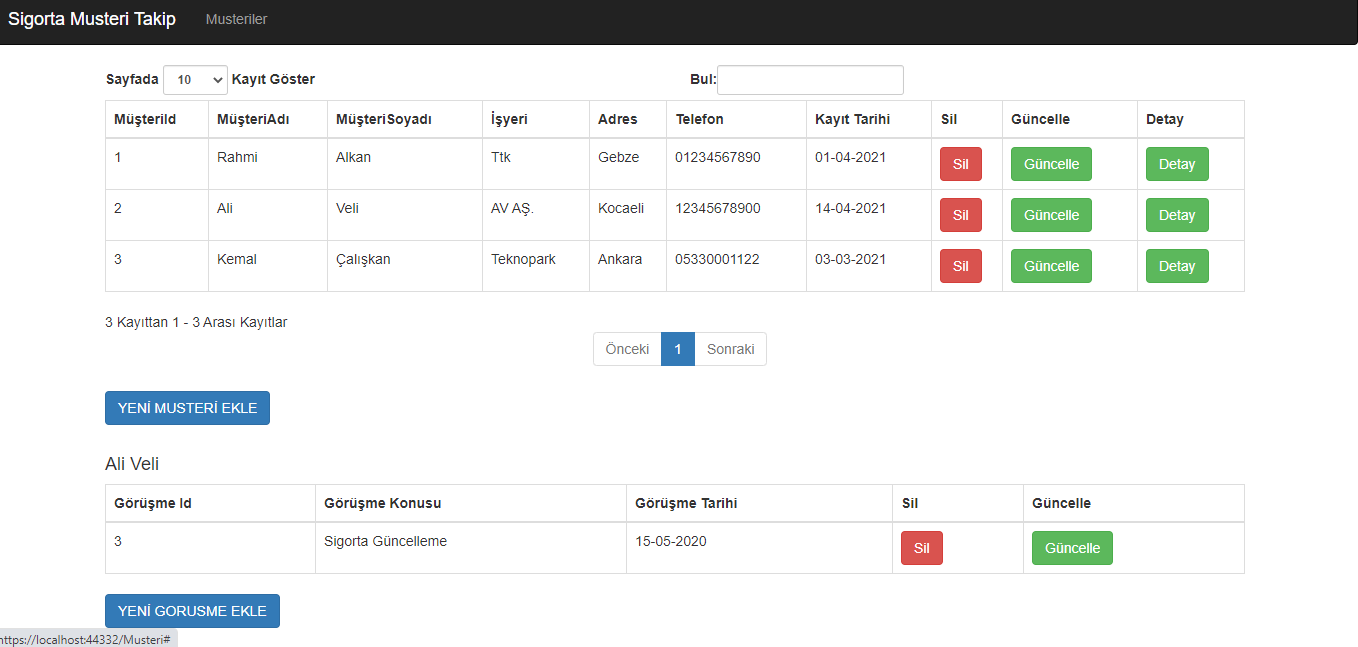 Sigorta Musteri Takip Musteriler
Sayfada 10 Kayıt Göster Bul:
MüşteriId MüşteriAdı MüşteriSoyadı İşyeri Adres Telefon Kayıt Tarihi Sil Güncelle Detay
1 Rahmi Alkan Ttk Gebze 01234567890 01-04-2021 Sil Güncelle Detay
2 Ali Veli AV AŞ. Kocaeli 12345678900 14-04-2021 Sil Güncelle Detay
3 Kemal Çalışkan Teknopark Ankara 05330001122 03-03-2021 Sil Güncelle Detay
3 Kayıttan 1 - 3 Arası Kayıtlar
Önceki 1 Sonraki
YENİ MUSTERİ EKLE
Ali Veli
Görüşme Id Görüşme Konusu Görüşme Tarihi Sil Güncelle
3 Sigorta Güncelleme 15-05-2020 Sil Güncelle
YENİ GORUSME EKLE
https://localhost:44332/Musteri#